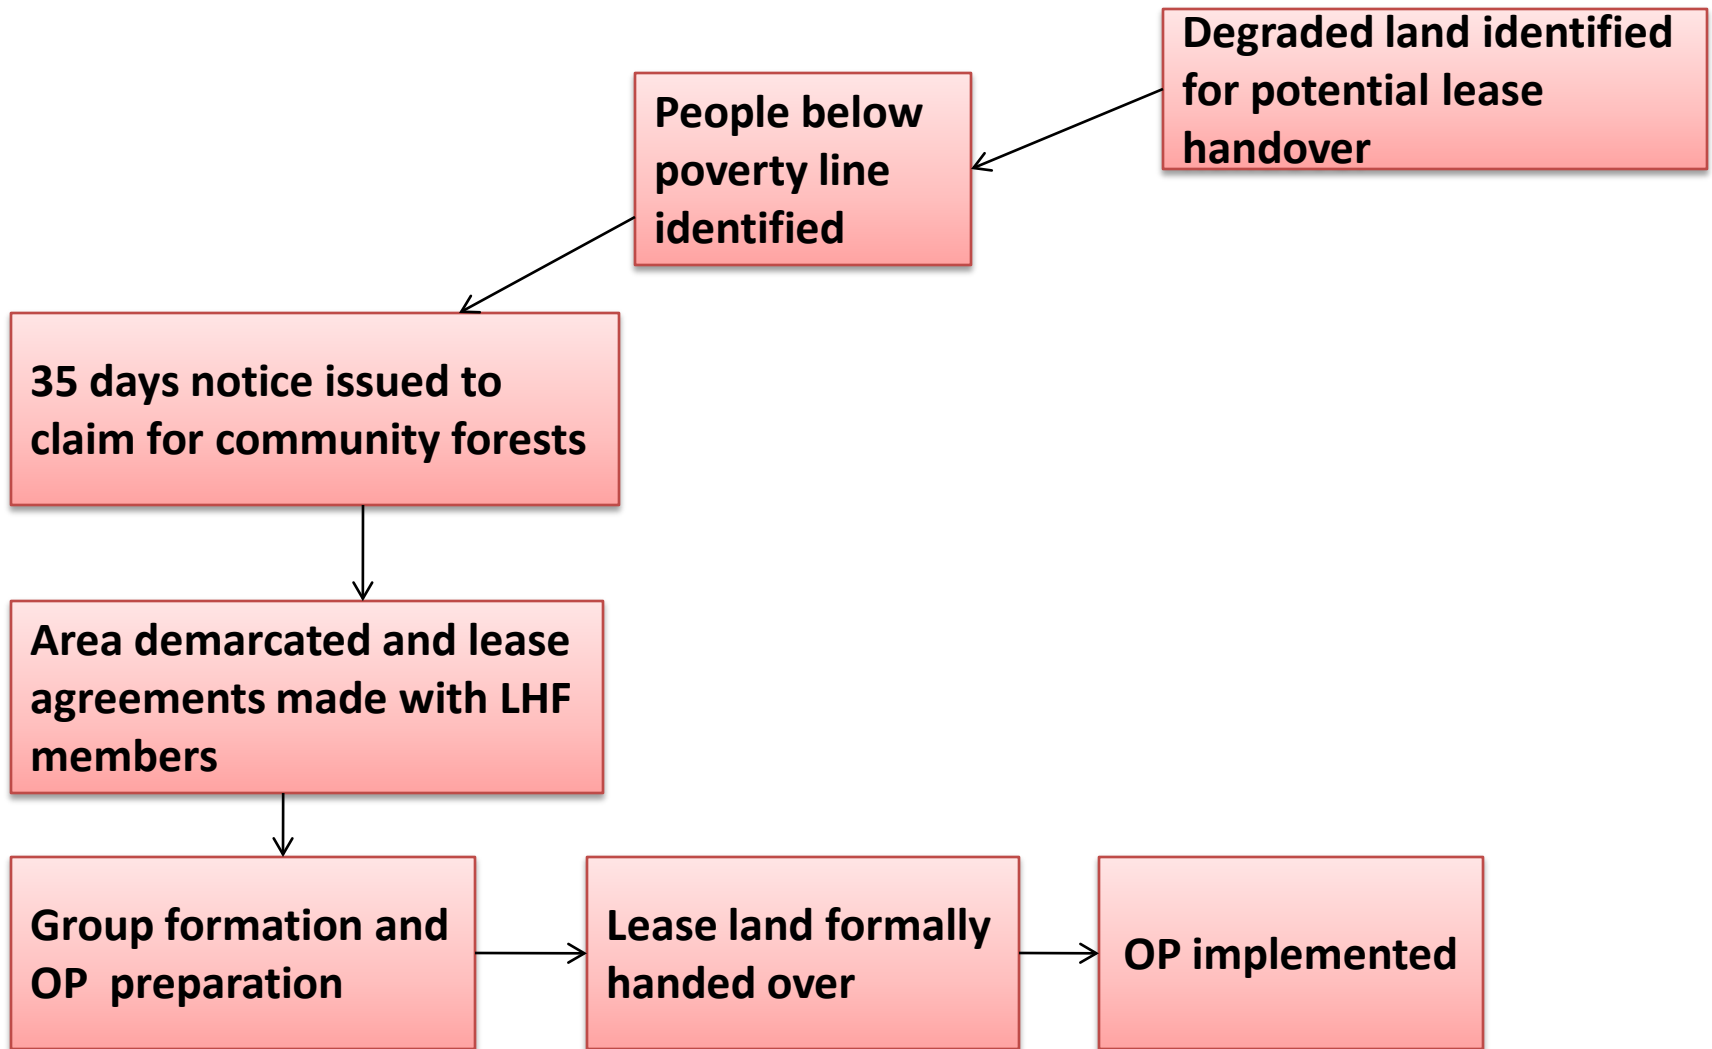 Degraded land identified
for potential lease
handover
People below
poverty line
identified
35 days notice issued to
claim for community forests
Area demarcated and lease
agreements made with LHF
members
Group formation and
OP  preparation
Lease land formally
handed over
OP implemented